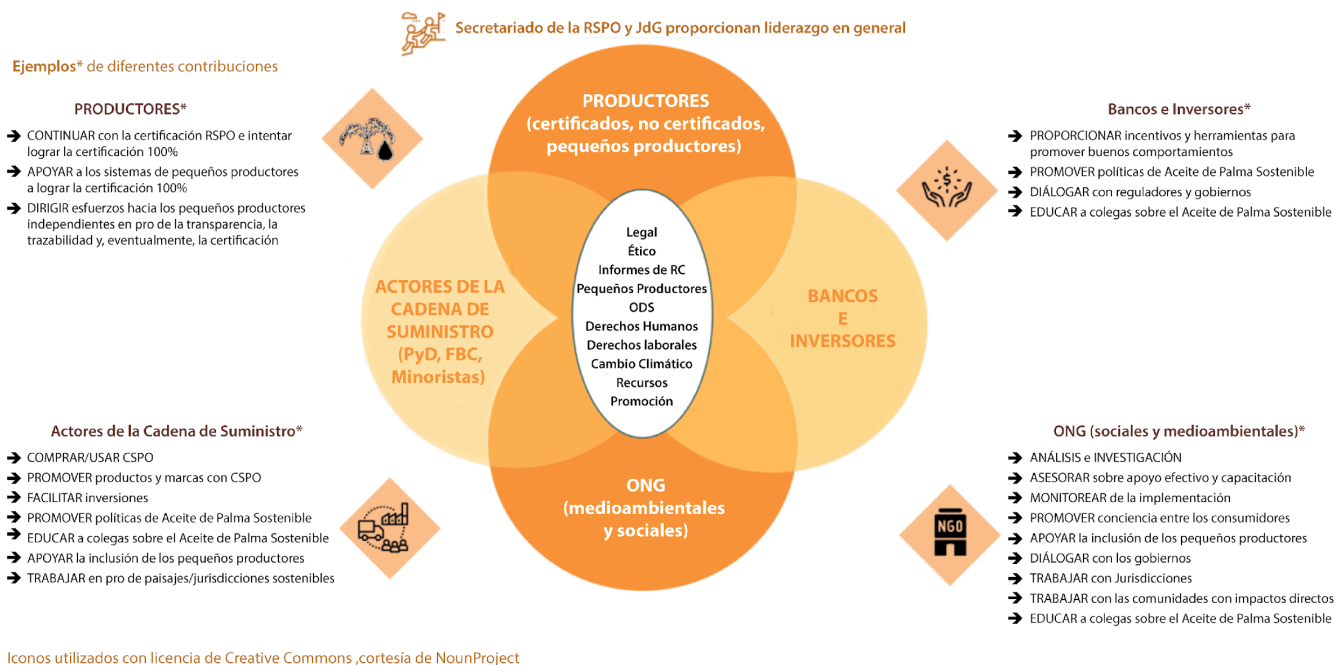 Secretariado de la RSPO y JdG proporcionan liderazgo en general
Ejemplos* de diferentes contribuciones
PRODUCTORES*
➔ CONTINUAR con la certificación RSPO e intentar
lograr la certificación 100%
➔ APOYAR a los sistemas de pequeños productores
a lograr la certificación 100%
➔ DIRIGIR esfuerzos hacia los pequeños productores
independientes en pro de la transparencia, la
trazabilidad y, eventualmente, la certificación
PRODUCTORES
(certificados, no certificados,
pequeños productores)
Bancos e Inversores*
➔ PROPORCIONAR incentivos y herramientas para
promover buenos comportamientos
➔ PROMOVER políticas de Aceite de Palma Sostenible
➔ DIÁLOGAR con reguladores y gobiernos
➔ EDUCAR a colegas sobre el Aceite de Palma Sostenible
ACTORES DE LA
CADENA DE
SUMINISTRO
(PyD, FBC,
Minoristas)
Legal
Ético
Informes de RC
Pequeños Productores
ODS
Derechos Humanos
Derechos laborales
Cambio Climático
Recursos
Promoción
BANCOS
E
INVERSORES
Actores de la Cadena de Suministro*
➔ COMPRAR/USAR CSPO
➔ PROMOVER productos y marcas con CSPO
➔ FACILITAR inversiones
➔ PROMOVER políticas de Aceite de Palma Sostenible
➔ EDUCAR a colegas sobre el Aceite de Palma Sostenible
➔ APOYAR la inclusión de los pequeños productores
➔ TRABAJAR en pro de paisajes/jurisdicciones sostenibles
ONG
(medioambientales
y sociales)
NGO
ONG (sociales y medioambientales)*
➔ ANÁLISIS e INVESTIGACIÓN
➔ ASESORAR sobre apoyo efectivo y capacitación
➔ MONITOREAR de la implementación
➔ PROMOVER conciencia entre los consumidores
➔ APOYAR la inclusión de los pequeños productores
➔ DIÁLOGAR con los gobiernos
➔ TRABAJAR con Jurisdicciones
➔ TRABAJAR con las comunidades con impactos directos
➔ EDUCAR a colegas sobre el Aceite de Palma Sostenible
Iconos utilizados con licencia de Creative Commons ,cortesía de NounProject